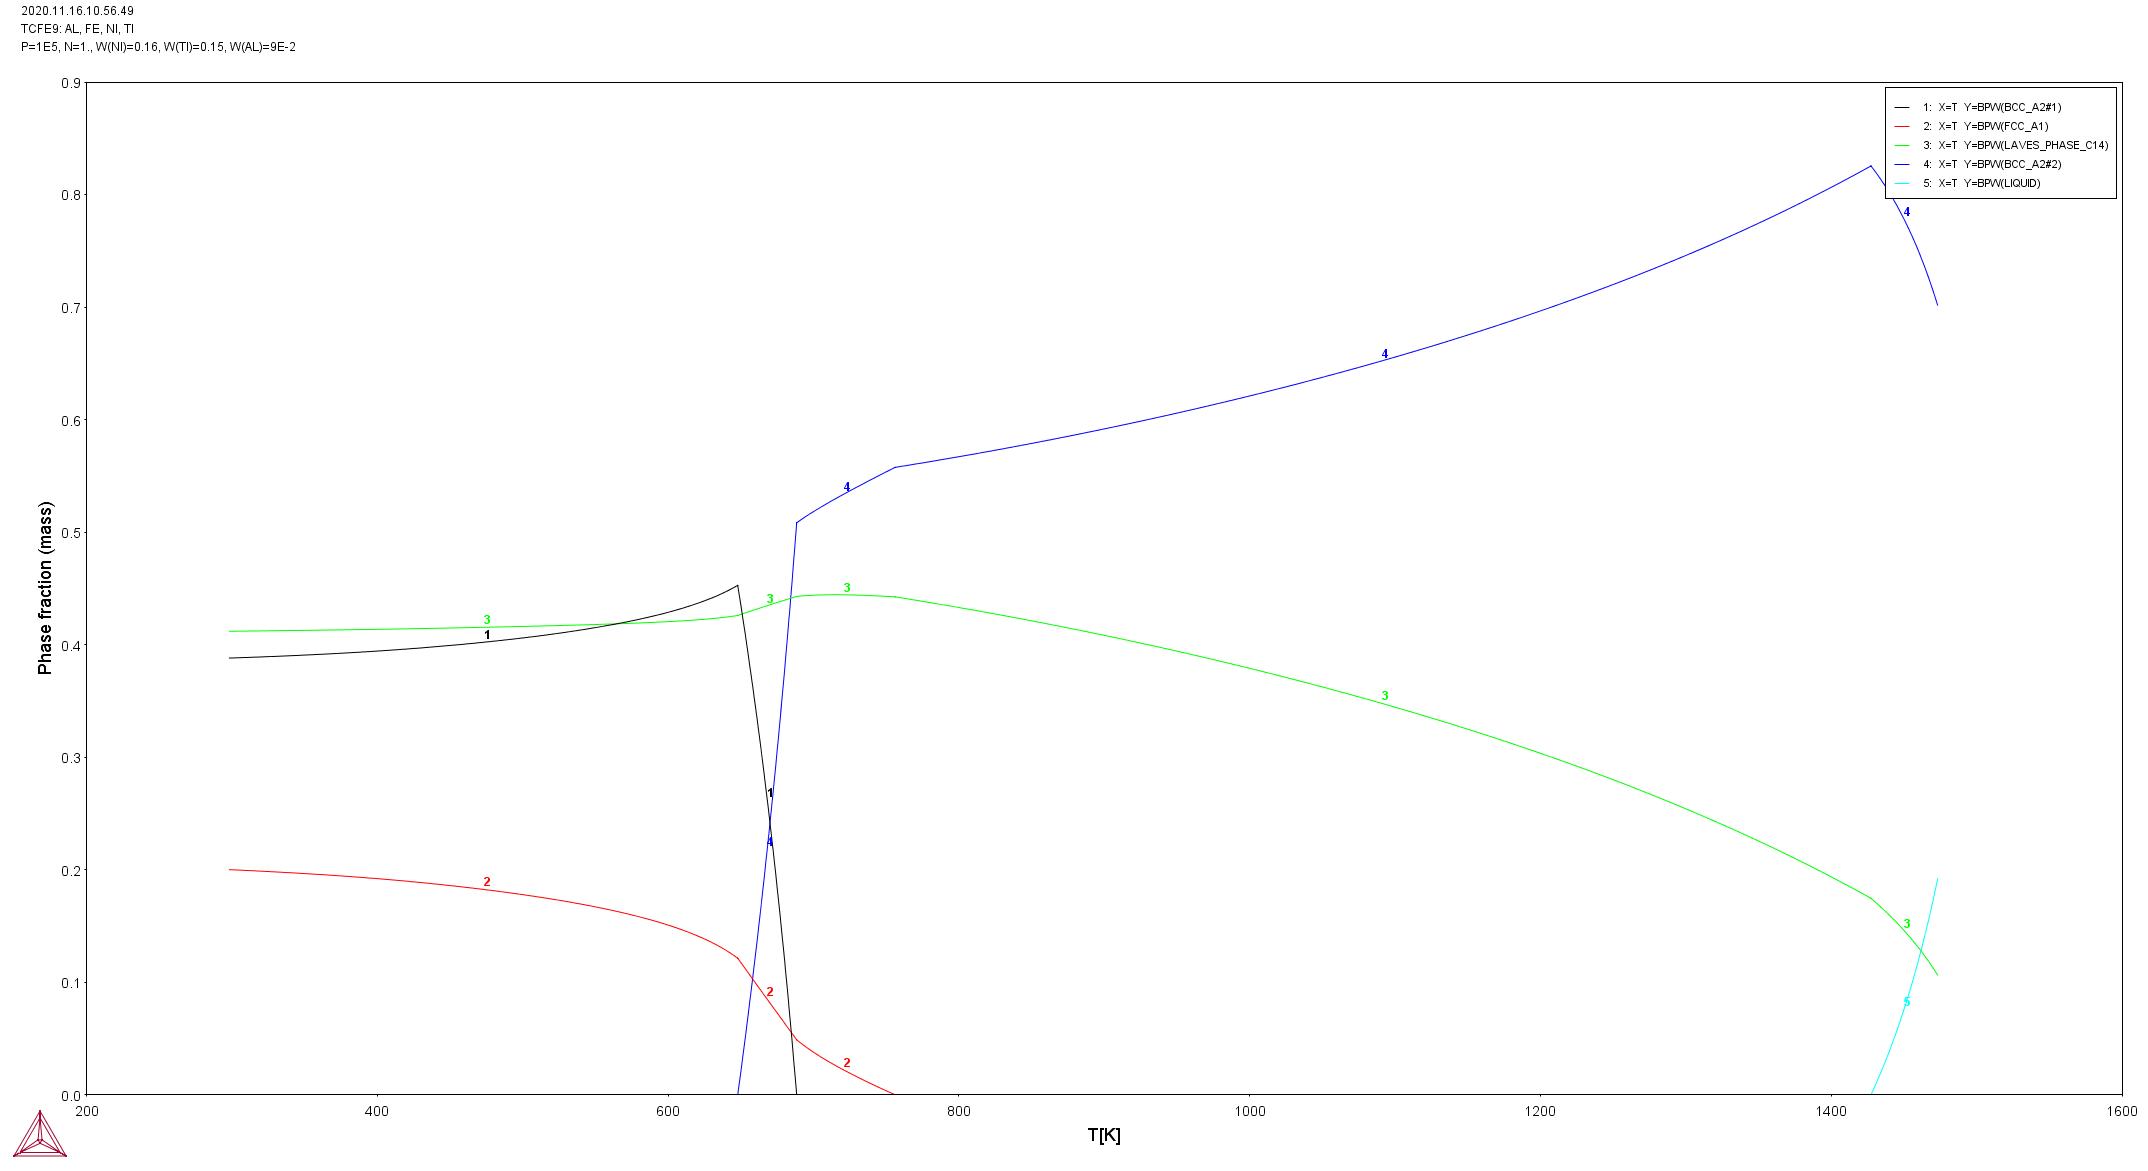 2020.11.16.10.56.49
TCFE9: AL, FE, NI, TI
P=1E5, N=1., W(NI)=0.16, W(TI)=0.15, W(AL)=9E-2
1: X=T Y=BPW(BCC_A2#1)
2: X=T Y=BPW(FCC_A1)
3: X=T Y=BPW(LAVES_PHASE_C14)
4: X=T Y=BPW(BCC_A2#2)
5: X=T Y=BPW(LIQUID)
0.9
0.8
0.7
0.6
0.5
0.4
0.3
0.2
0.1
0.0
Phase fraction (mass)
4
4
4
3
3
3
1
3
1
4
2
3
2
5
2
200 400 600 800 1000 1200 1400 1600
T[K]